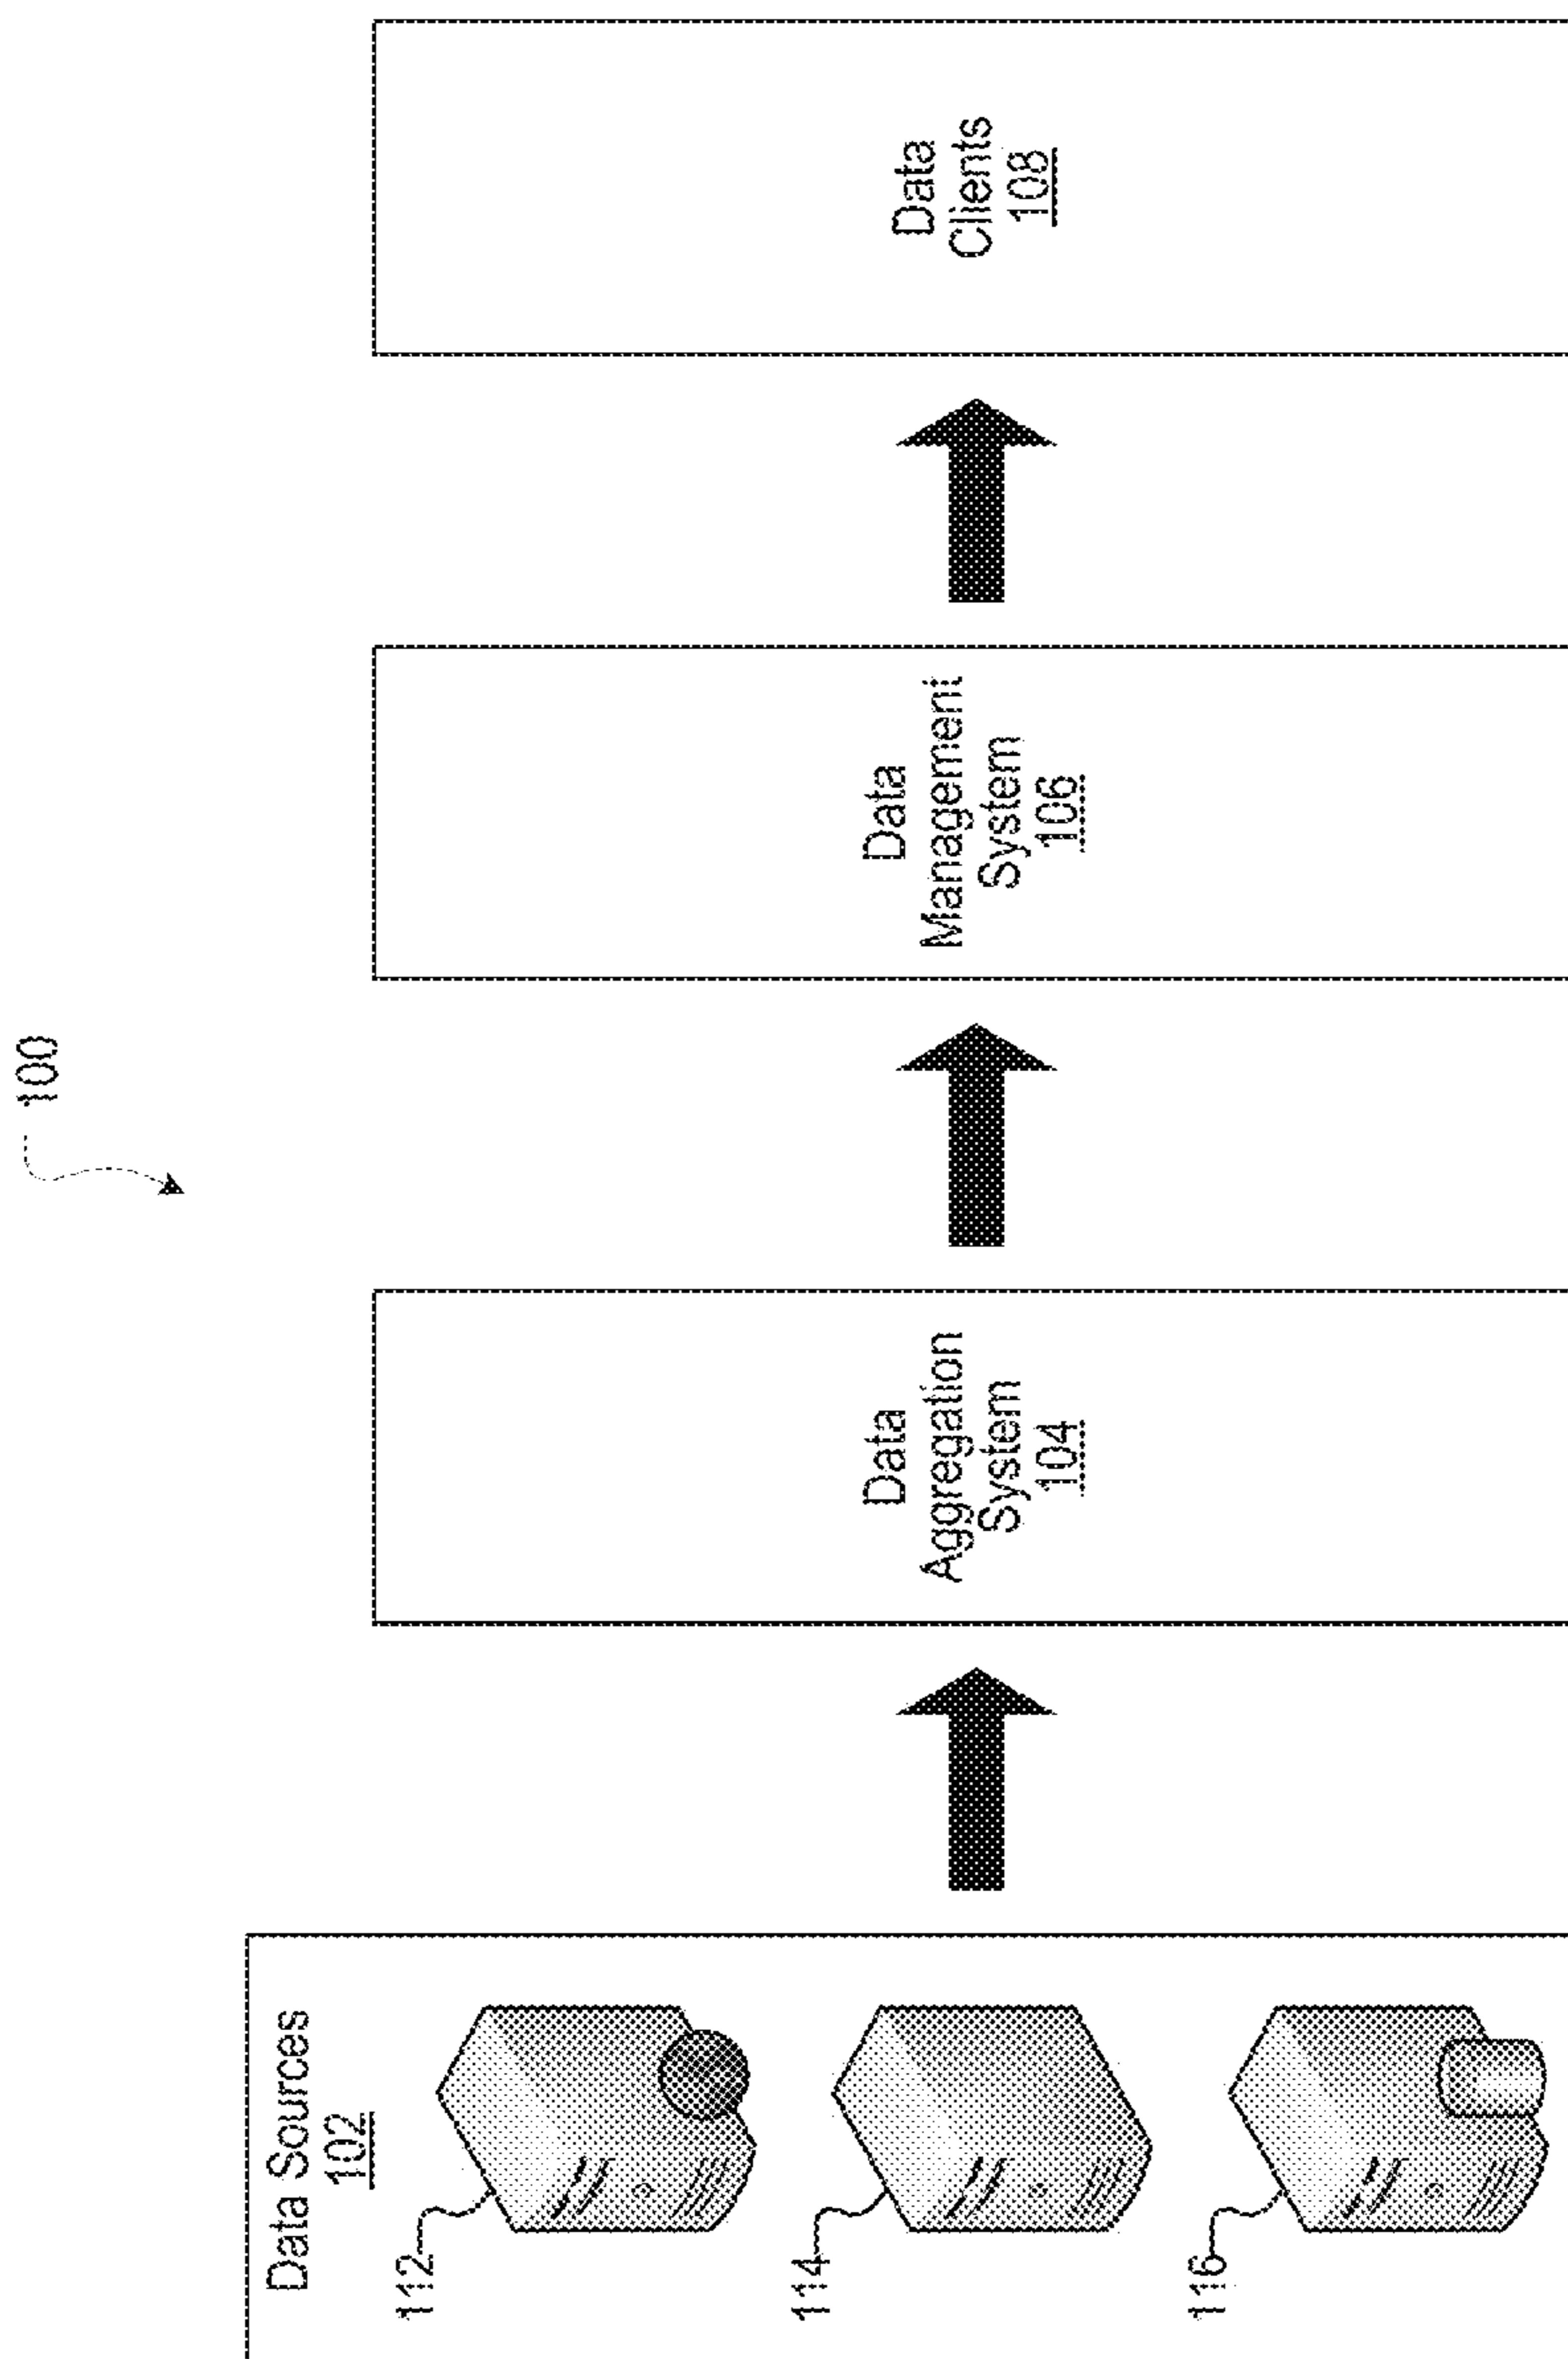 100
Data Sources
102
112
114
116
Data
Aggregation
System
104
Data
Management
System
106
Data
Clients
108